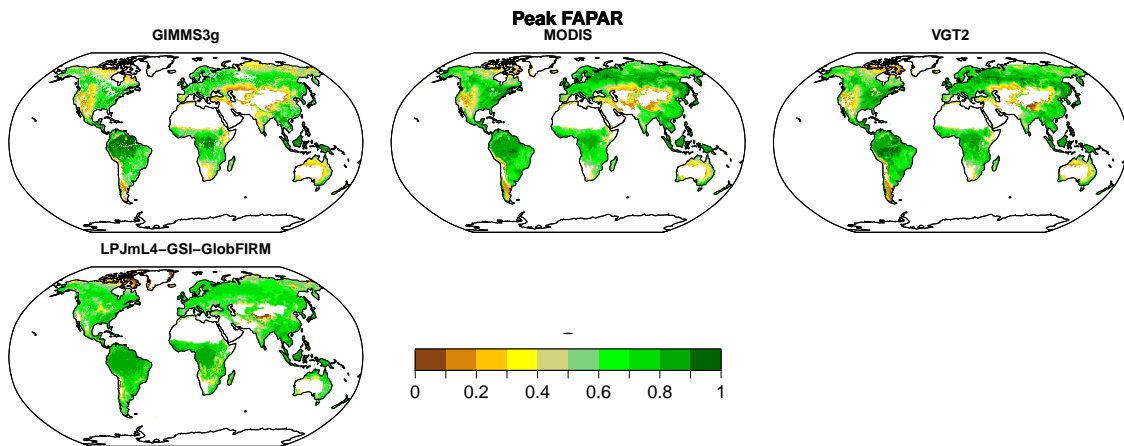 Peak FAPAR
GIMMS3g
MODIS
VGT2
LPJmL4–GSI–GlobFIRM
–
0 0.2 0.4 0.6 0.8 1